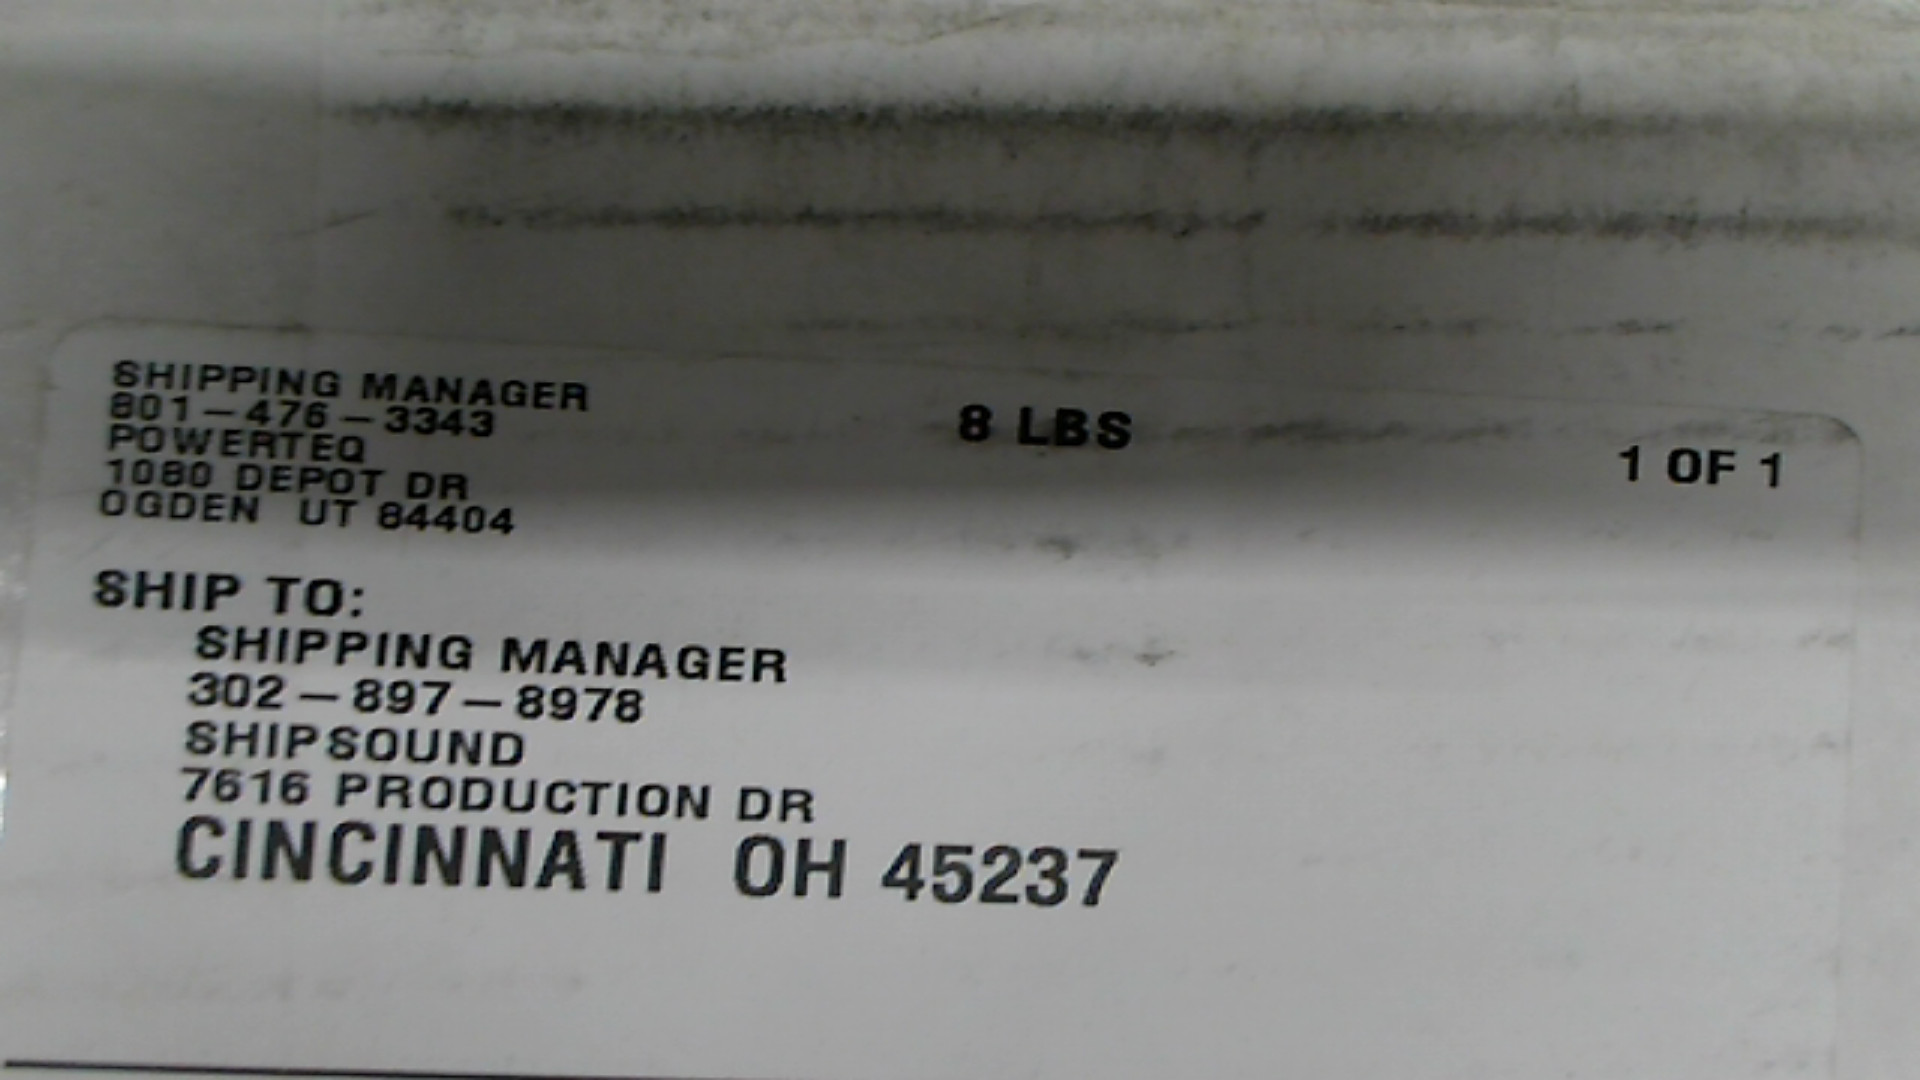 SHIPPING MANAGER
801-476-3343
POWERTEQ
1080 DEPOT DR
OGDEN UT 84404
8 LBS
1 OF 1
SHIP TO:
SHIPPING MANAGER
302-897-8978
SHIPSOUND
7616 PRODUCTION DR
CINCINNATI OH 45237